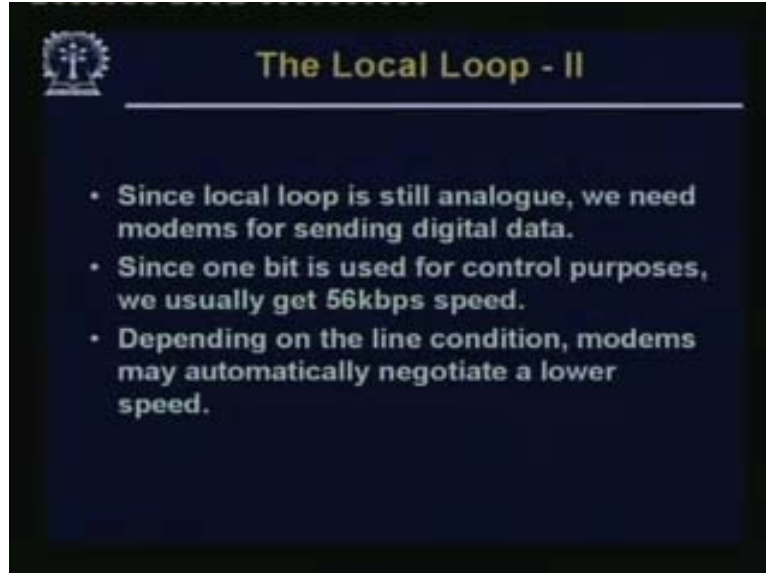 The Local Loop - II
• Since local loop is still analogue, we need
modems for sending digital data.
• Since one bit is used for control purposes,
we usually get 56kbps speed.
• Depending on the line condition, modems
may automatically negotiate a lower
speed.